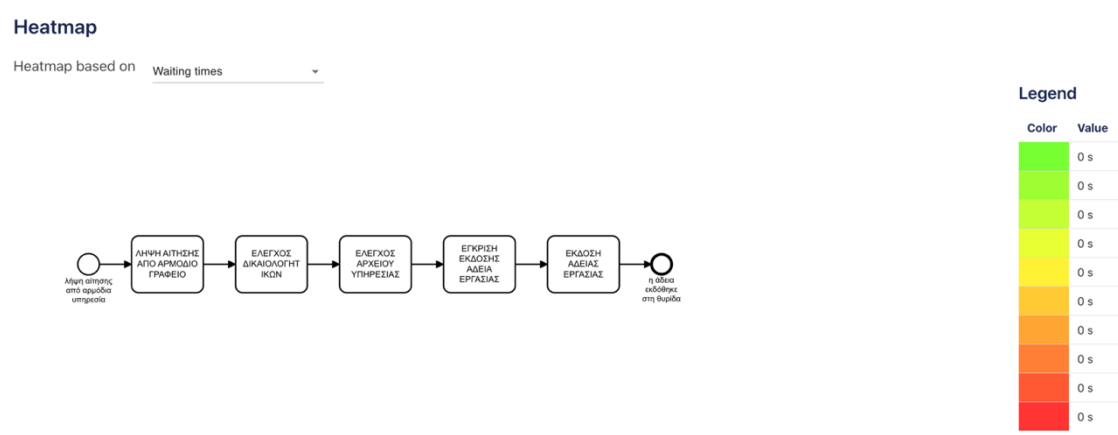 Heatmap
Heatmap based on Waiting times
Legend
Color Value
0 s
0 s
0 s
0 s
0 s
0 s
0 s
0 s
0 s
0 s
λήψη αίτησης
από αρμόδια
υπηρεσία
ΛΗΨΗ ΑΙΤΗΣΗΣ
ΑΠΟ ΑΡΜΟΔΙΟ
ΓΡΑΦΕΙΟ
ΕΛΕΓΧΟΣ
ΔΙΚΑΙΟΛΟΓΗΤ
ΙΚΩΝ
ΕΛΕΓΧΟΣ
ΑΡΧΕΙΟΥ
ΥΠΗΡΕΣΙΑΣ
ΕΓΚΡΙΣΗ
ΕΚΔΟΣΗΣ
ΑΔΕΙΑ
ΕΡΓΑΣΙΑΣ
ΕΚΔΟΣΗ
ΑΔΕΙΑΣ
ΕΡΓΑΣΙΑΣ
η άδεια
εκδόθηκε
στη θυρίδα